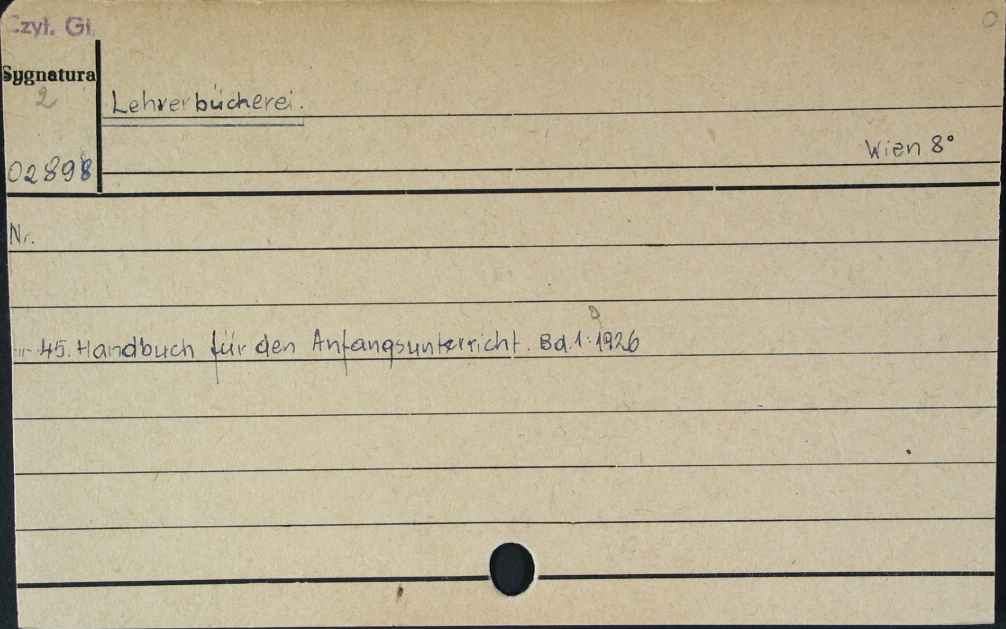 Czyt. Gł.
Sygnatura
2
Lehrerbücherei.
Wien 8°
02898
Nr.
45. Handbuch für den Anfangsunterricht. Bd.1. 1926